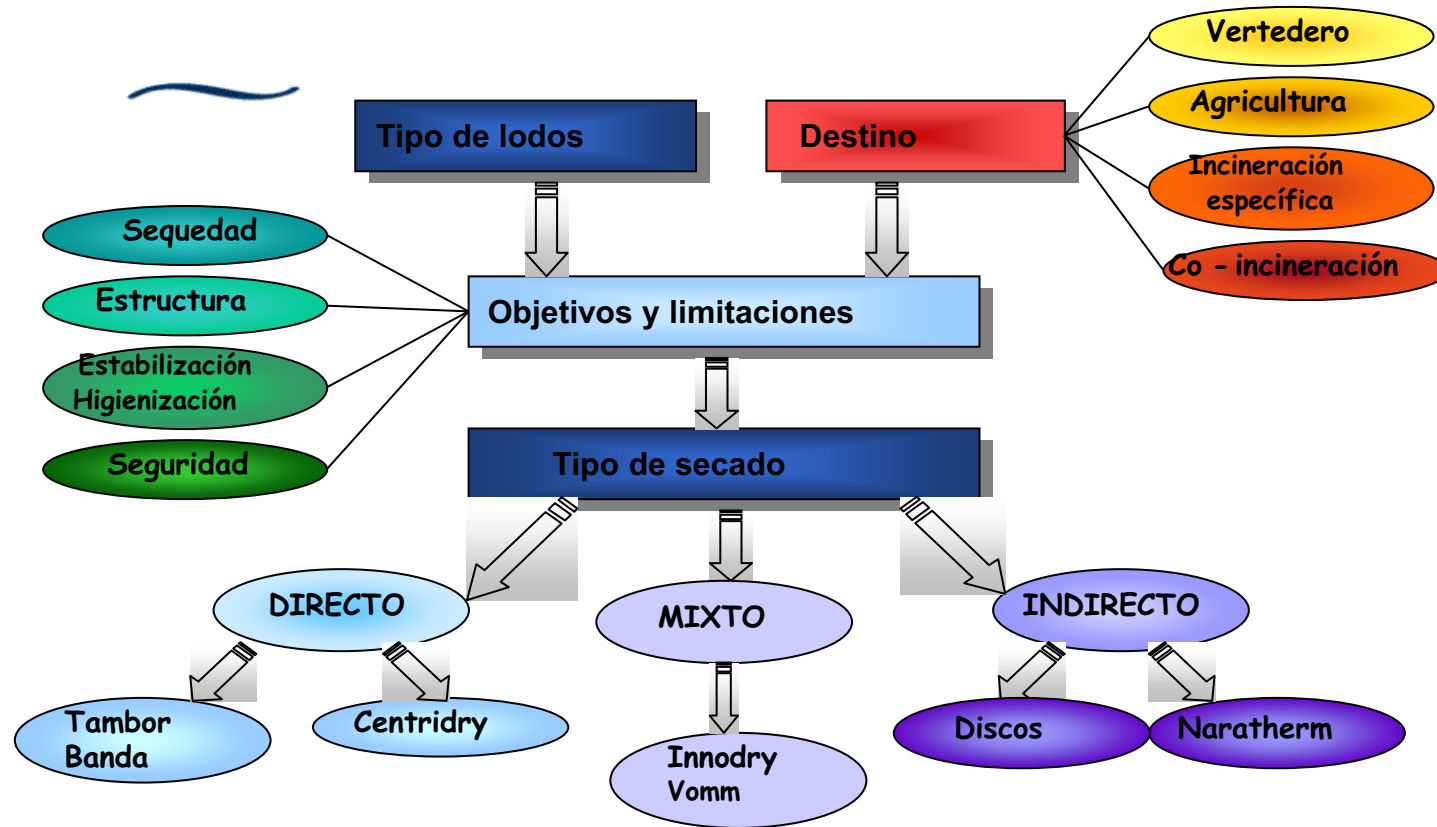 Vertedero
Tipo de lodos
Destino
Agricultura
Incineración
específica
Co - incineración
Sequedad
Estructura
Estabilización
Higienización
Seguridad
Objetivos y limitaciones
Tipo de secado
DIRECTO
MIXTO
INDIRECTO
Tambor
Banda
Centridry
Innodry
Vomm
Discos
Naratherm